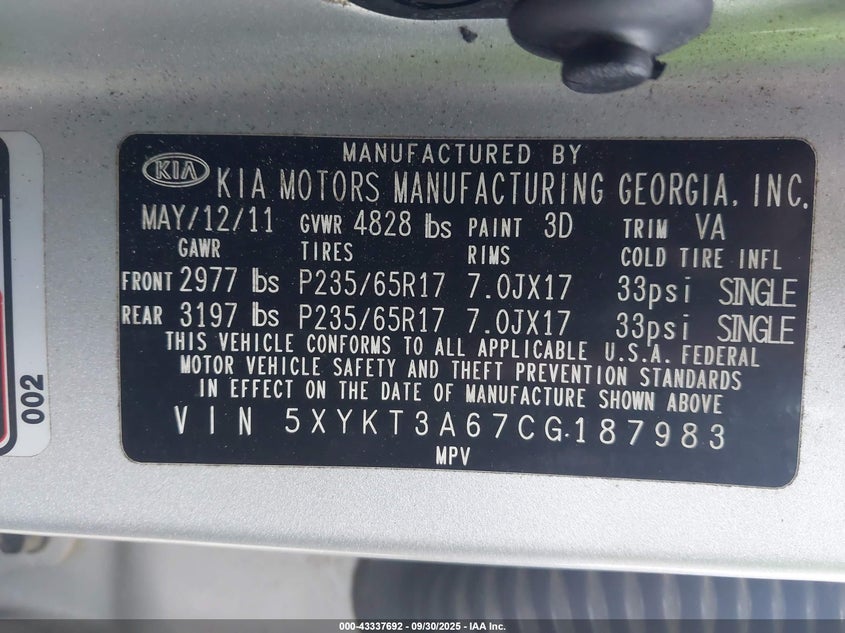 MANUFACTURED BY
KIA KIA MOTORS MANUFACTURING GEORGIA, INC.
MAY/12/11 GVWR 4828 lbs PAINT 3D TRIM VA
GAWR TIRES RIMS COLD TIRE INFL
FRONT 2977 lbs P235/65R17 7.0JX17 33psi SINGLE
REAR 3197 lbs P235/65R17 7.0JX17 33psi SINGLE
THIS VEHICLE CONFORMS TO ALL APPLICABLE U.S.A. FEDERAL
MOTOR VEHICLE SAFETY AND THEFT PREVENTION STANDARDS
IN EFFECT ON THE DATE OF MANUFACTURE SHOWN ABOVE
VIN 5XYKT3A67CG187983
MPV
002
000-43337692 - 09/30/2025 - IAA Inc.